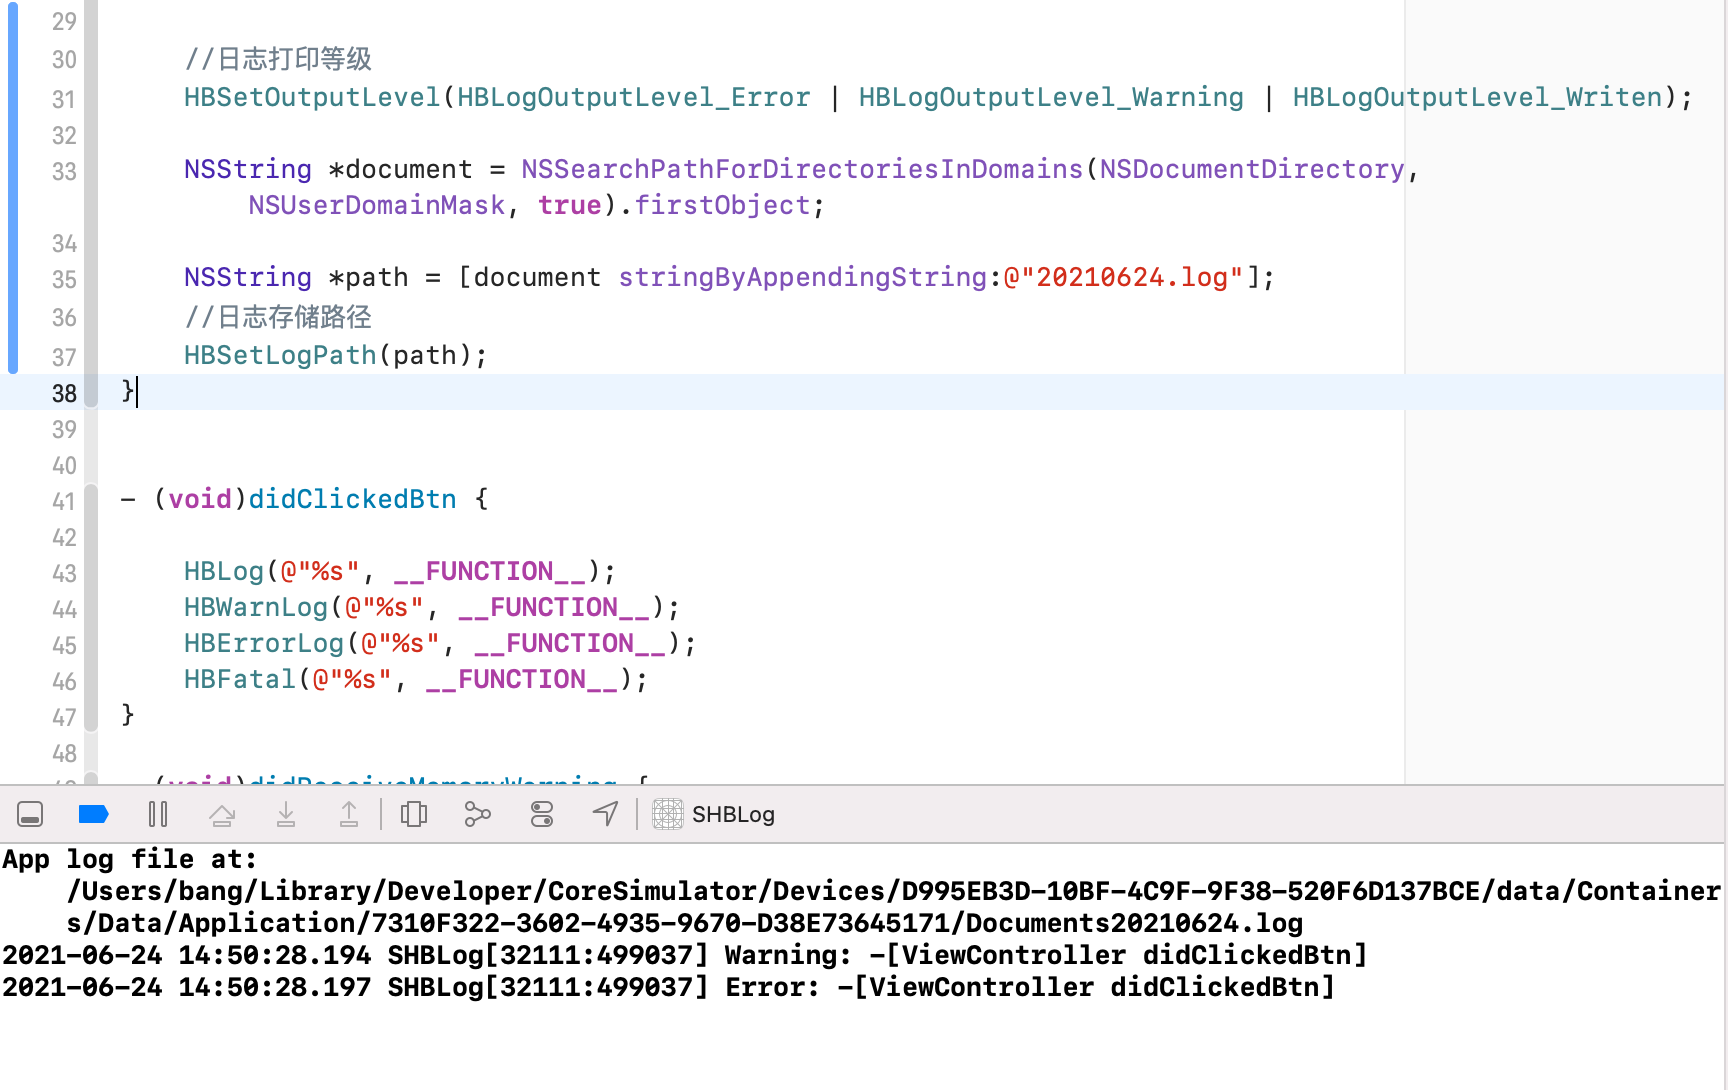 29
30 //日志打印等级
31 HBSetOutputLevel(HBLogOutputLevel_Error | HBLogOutputLevel_Warning | HBLogOutputLevel_Writen);
32
33 NSString *document = NSSearchPathForDirectoriesInDomains(NSDocumentDirectory,
NSUserDomainMask, true).firstObject;
34
35 NSString *path = [document stringByAppendingString:@"20210624.log"];
36 //日志存储路径
37 HBSetLogPath(path);
38 }
39
40
41 - (void)didClickedBtn {
42
43 HBLog(@"%s", __FUNCTION__);
44 HBWarnLog(@"%s", __FUNCTION__);
45 HBErrorLog(@"%s", __FUNCTION__);
46 HBFatal(@"%s", __FUNCTION__);
47 }
48
(void)didReceiveMemoryWarning {
SHBLog
App log file at:
/Users/bang/Library/Developer/CoreSimulator/Devices/D995EB3D-10BF-4C9F-9F38-520F6D137BCE/data/Container
s/Data/Application/7310F322-3602-4935-9670-D38E73645171/Documents20210624.log
2021-06-24 14:50:28.194 SHBLog[32111:499037] Warning: -[ViewController didClickedBtn]
2021-06-24 14:50:28.197 SHBLog[32111:499037] Error: -[ViewController didClickedBtn]